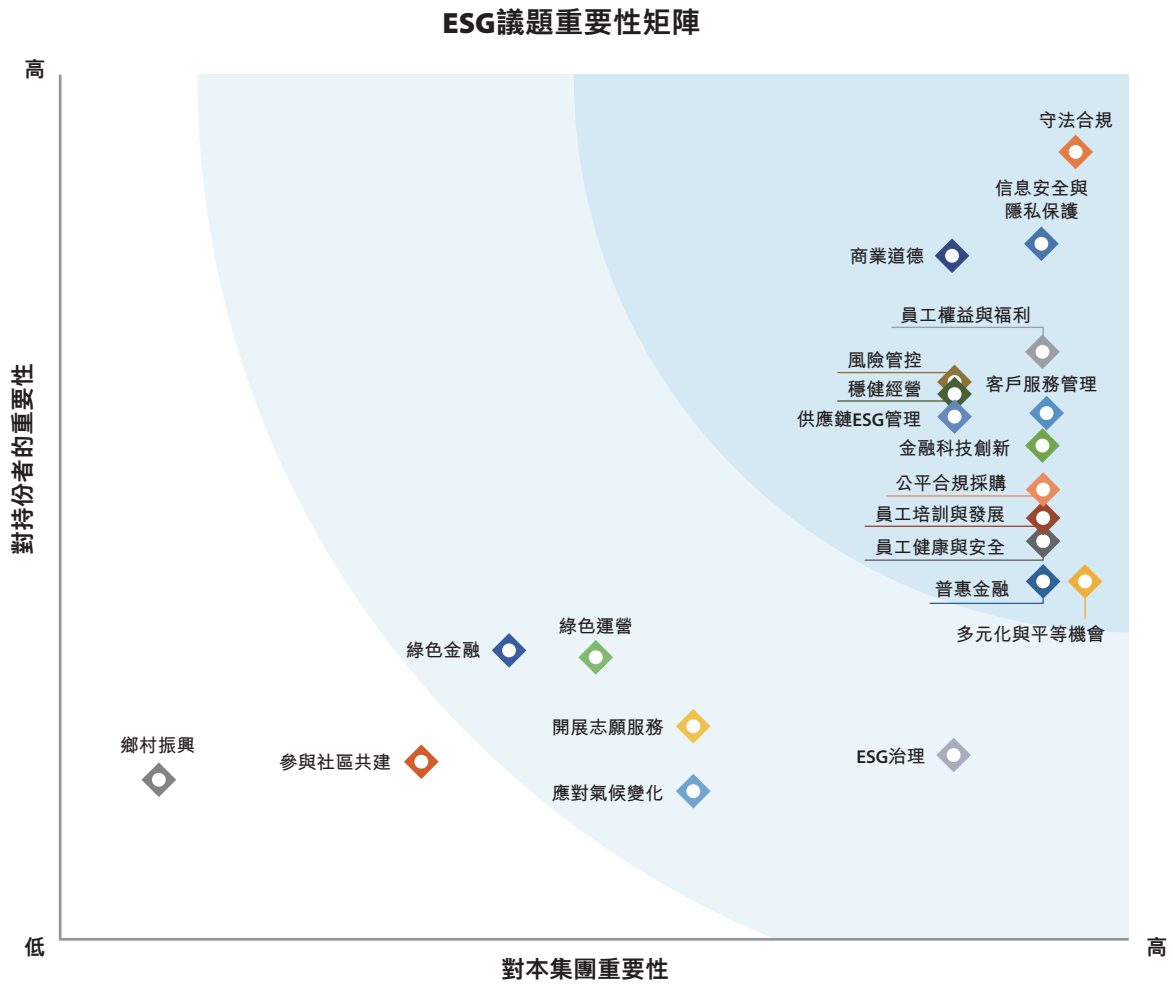 ESG議題重要性矩陣
高
守法合規
信息安全與
隱私保護
商業道德
員工權益與福利
風險管控
客戶服務管理
穩健經營
供應鏈ESG管理
金融科技創新
公平合規採購
員工培訓與發展
員工健康與安全
普惠金融
多元化與平等機會
綠色運營
綠色金融
開展志願服務
鄉村振興
參與社區共建
ESG治理
應對氣候變化
對持份者的重要性
低
高
對本集團重要性